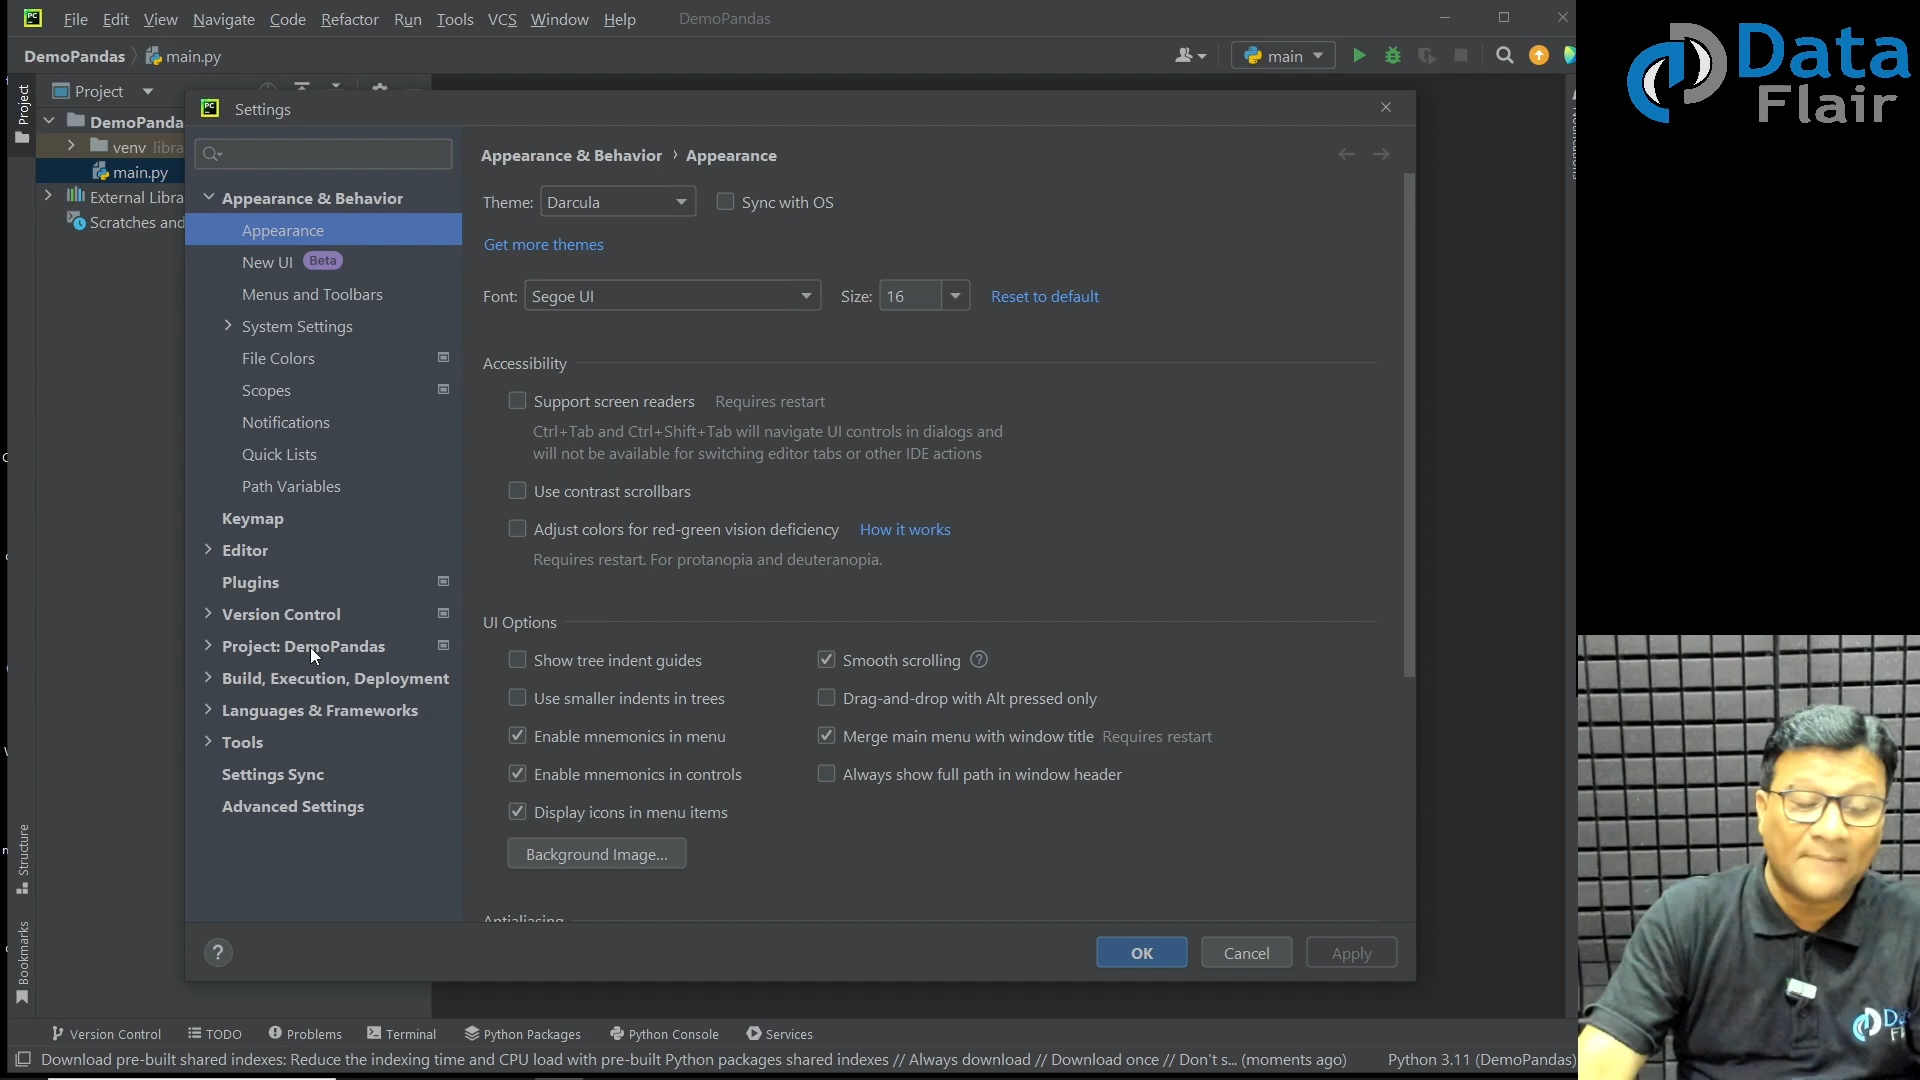 File Edit View Navigate Code Refactor Run Tools VCS Window Help DemoPandas
DemoPandas main.py
main
Project
Project
DemoPanda
venv libra
main.py
External Libra
Scratches and
Structure
Bookmarks
Settings
Appearance & Behavior
Appearance
New UI Beta
Menus and Toolbars
System Settings
File Colors
Scopes
Notifications
Quick Lists
Path Variables
Keymap
Editor
Plugins
Version Control
Project: DemoPandas
Build, Execution, Deployment
Languages & Frameworks
Tools
Settings Sync
Advanced Settings
Appearance & Behavior › Appearance
Theme: Darcula Sync with OS
Get more themes
Font: Segoe UI Size: 16 Reset to default
Accessibility
Support screen readers Requires restart
Ctrl+Tab and Ctrl+Shift+Tab will navigate UI controls in dialogs and
will not be available for switching editor tabs or other IDE actions
Use contrast scrollbars
Adjust colors for red-green vision deficiency How it works
Requires restart. For protanopia and deuteranopia.
UI Options
Show tree indent guides Smooth scrolling ?
Use smaller indents in trees Drag-and-drop with Alt pressed only
Enable mnemonics in menu Merge main menu with window title Requires restart
Enable mnemonics in controls Always show full path in window header
Display icons in menu items
Background Image...
Antialiasing
? OK Cancel Apply
Version Control TODO Problems Terminal Python Packages Python Console Services
Download pre-built shared indexes: Reduce the indexing time and CPU load with pre-built Python packages shared indexes // Always download // Download once // Don't s... (moments ago) Python 3.11 (DemoPandas)
Data
Flair